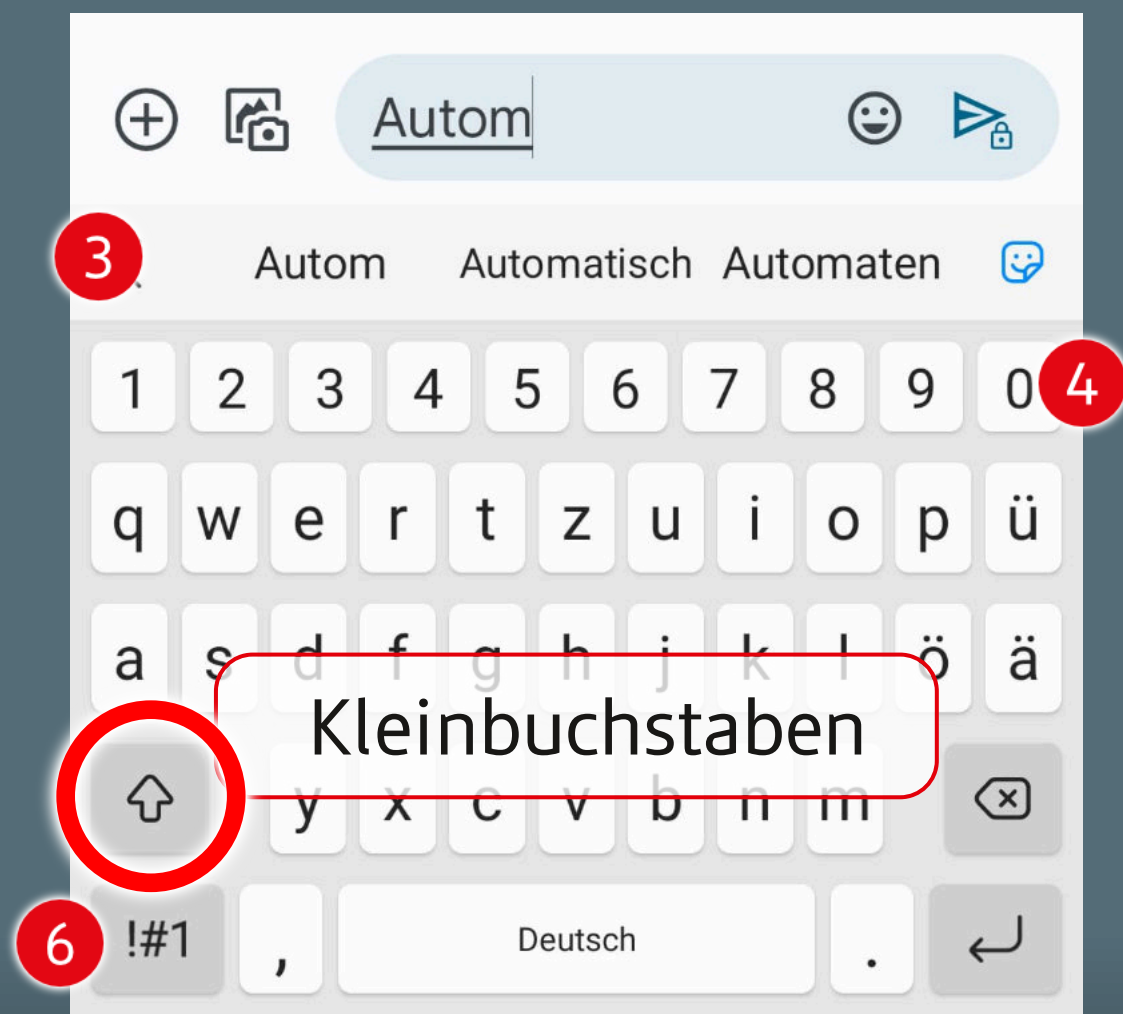 Autom
3 Autom Automatisch Automaten
1 2 3 4 5 6 7 8 9 0 4
q w e r t z u i o p ü
a s d f g h j k l ö ä
Kleinbuchstaben
y x c v b n m
6 !#1 , Deutsch .